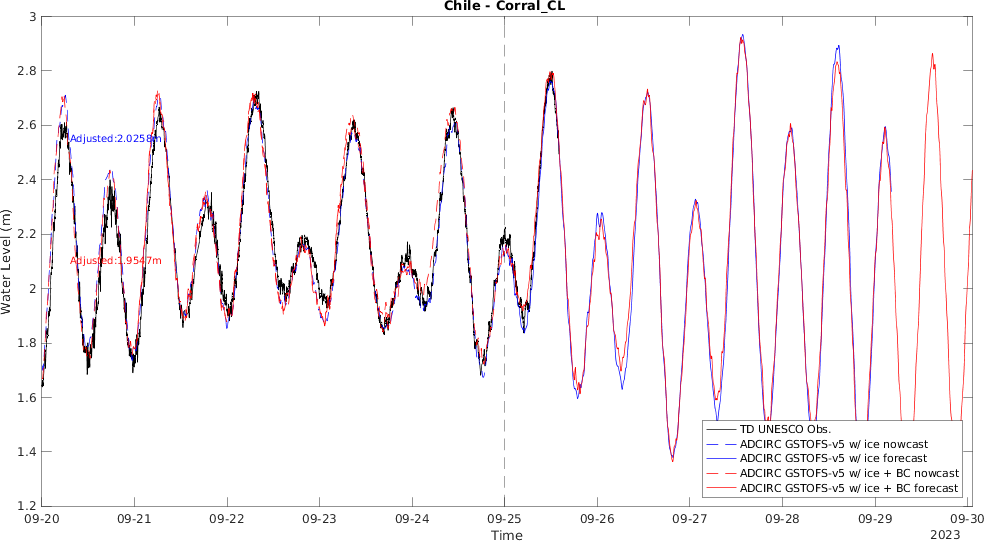 Chile - Corral_CL
3
2.8
2.6
2.4
2.2
2
1.8
1.6
1.4
1.2
Water Level (m)
Adjusted:2.0258m
Adjusted:1.9547m
TD UNESCO Obs.
ADCIRC GSTOFS-v5 w/ ice nowcast
ADCIRC GSTOFS-v5 w/ ice forecast
ADCIRC GSTOFS-v5 w/ ice + BC nowcast
ADCIRC GSTOFS-v5 w/ ice + BC forecast
09-20 09-21 09-22 09-23 09-24 09-25 09-26 09-27 09-28 09-29 09-30
Time
2023